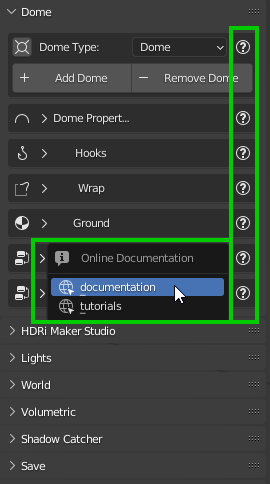 Dome
Dome Type: Dome ?
+ Add Dome − Remove Dome
Dome Propert... ?
Hooks ?
Wrap ?
Ground ?
Online Documentation ?
documentation ?
tutorials
HDRi Maker Studio
Lights
World
Volumetric
Shadow Catcher
Save